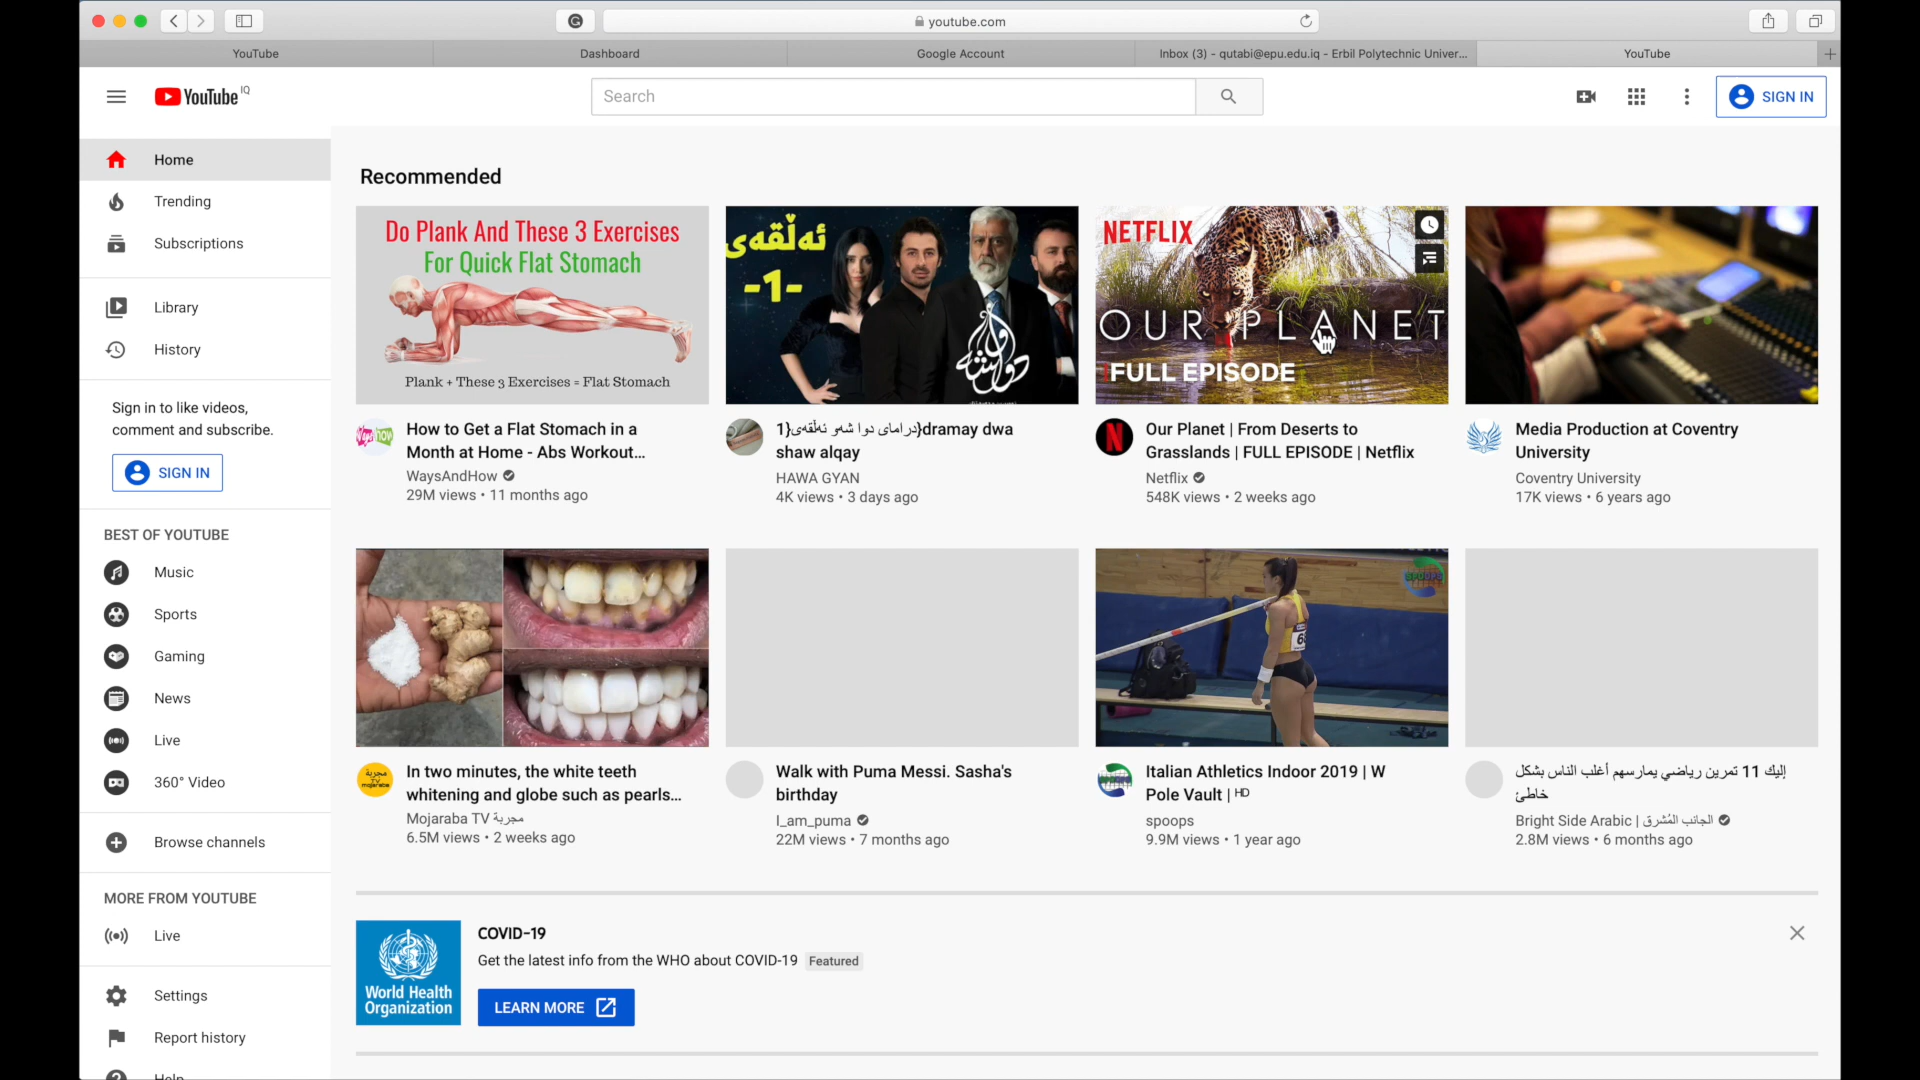 youtube.com
YouTube
Dashboard
Google Account
Inbox (3) - qutabi@epu.edu.iq - Erbil Polytechnic Univer...
YouTube
YouTube IQ
Search
SIGN IN
Home
Trending
Subscriptions
Library
History
Sign in to like videos,
comment and subscribe.
SIGN IN
BEST OF YOUTUBE
Music
Sports
Gaming
News
Live
360° Video
Browse channels
MORE FROM YOUTUBE
Live
Settings
Report history
Help
Recommended
Do Plank And These 3 Exercises
For Quick Flat Stomach
Plank + These 3 Exercises = Flat Stomach
How to Get a Flat Stomach in a
Month at Home - Abs Workout...
WaysAndHow
29M views • 11 months ago
ئەڵقەی
-1-
1}درامای دوا شەو ئەڵقەی}dramay dwa
shaw alqay
HAWA GYAN
4K views • 3 days ago
NETFLIX
OUR PLANET
FULL EPISODE
Our Planet | From Deserts to
Grasslands | FULL EPISODE | Netflix
Netflix
548K views • 2 weeks ago
Media Production at Coventry
University
Coventry University
17K views • 6 years ago
In two minutes, the white teeth
whitening and globe such as pearls...
Mojaraba TV مجربة
6.5M views • 2 weeks ago
Walk with Puma Messi. Sasha's
birthday
I_am_puma
22M views • 7 months ago
SPOOPS
Italian Athletics Indoor 2019 | W
Pole Vault | ᴴᴰ
spoops
9.9M views • 1 year ago
إليك 11 تمرين رياضي يمارسهم أغلب الناس بشكل
خاطئ
Bright Side Arabic | الجانب المُشرق
2.8M views • 6 months ago
World Health
Organization
COVID-19
Get the latest info from the WHO about COVID-19 Featured
LEARN MORE